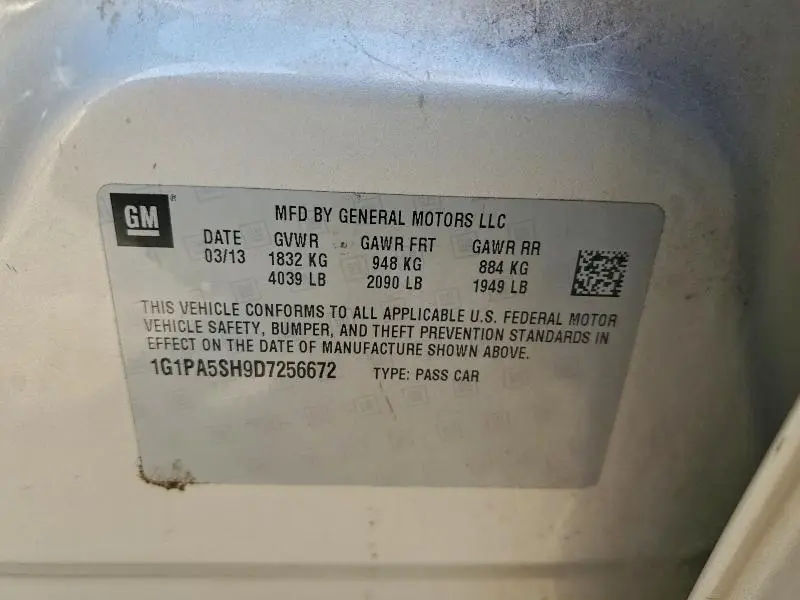 GM®
MFD BY GENERAL MOTORS LLC
DATE GVWR GAWR FRT GAWR RR
03/13 1832 KG 948 KG 884 KG
4039 LB 2090 LB 1949 LB
THIS VEHICLE CONFORMS TO ALL APPLICABLE U.S. FEDERAL MOTOR
VEHICLE SAFETY, BUMPER, AND THEFT PREVENTION STANDARDS IN
EFFECT ON THE DATE OF MANUFACTURE SHOWN ABOVE.
1G1PA5SH9D7256672 TYPE: PASS CAR